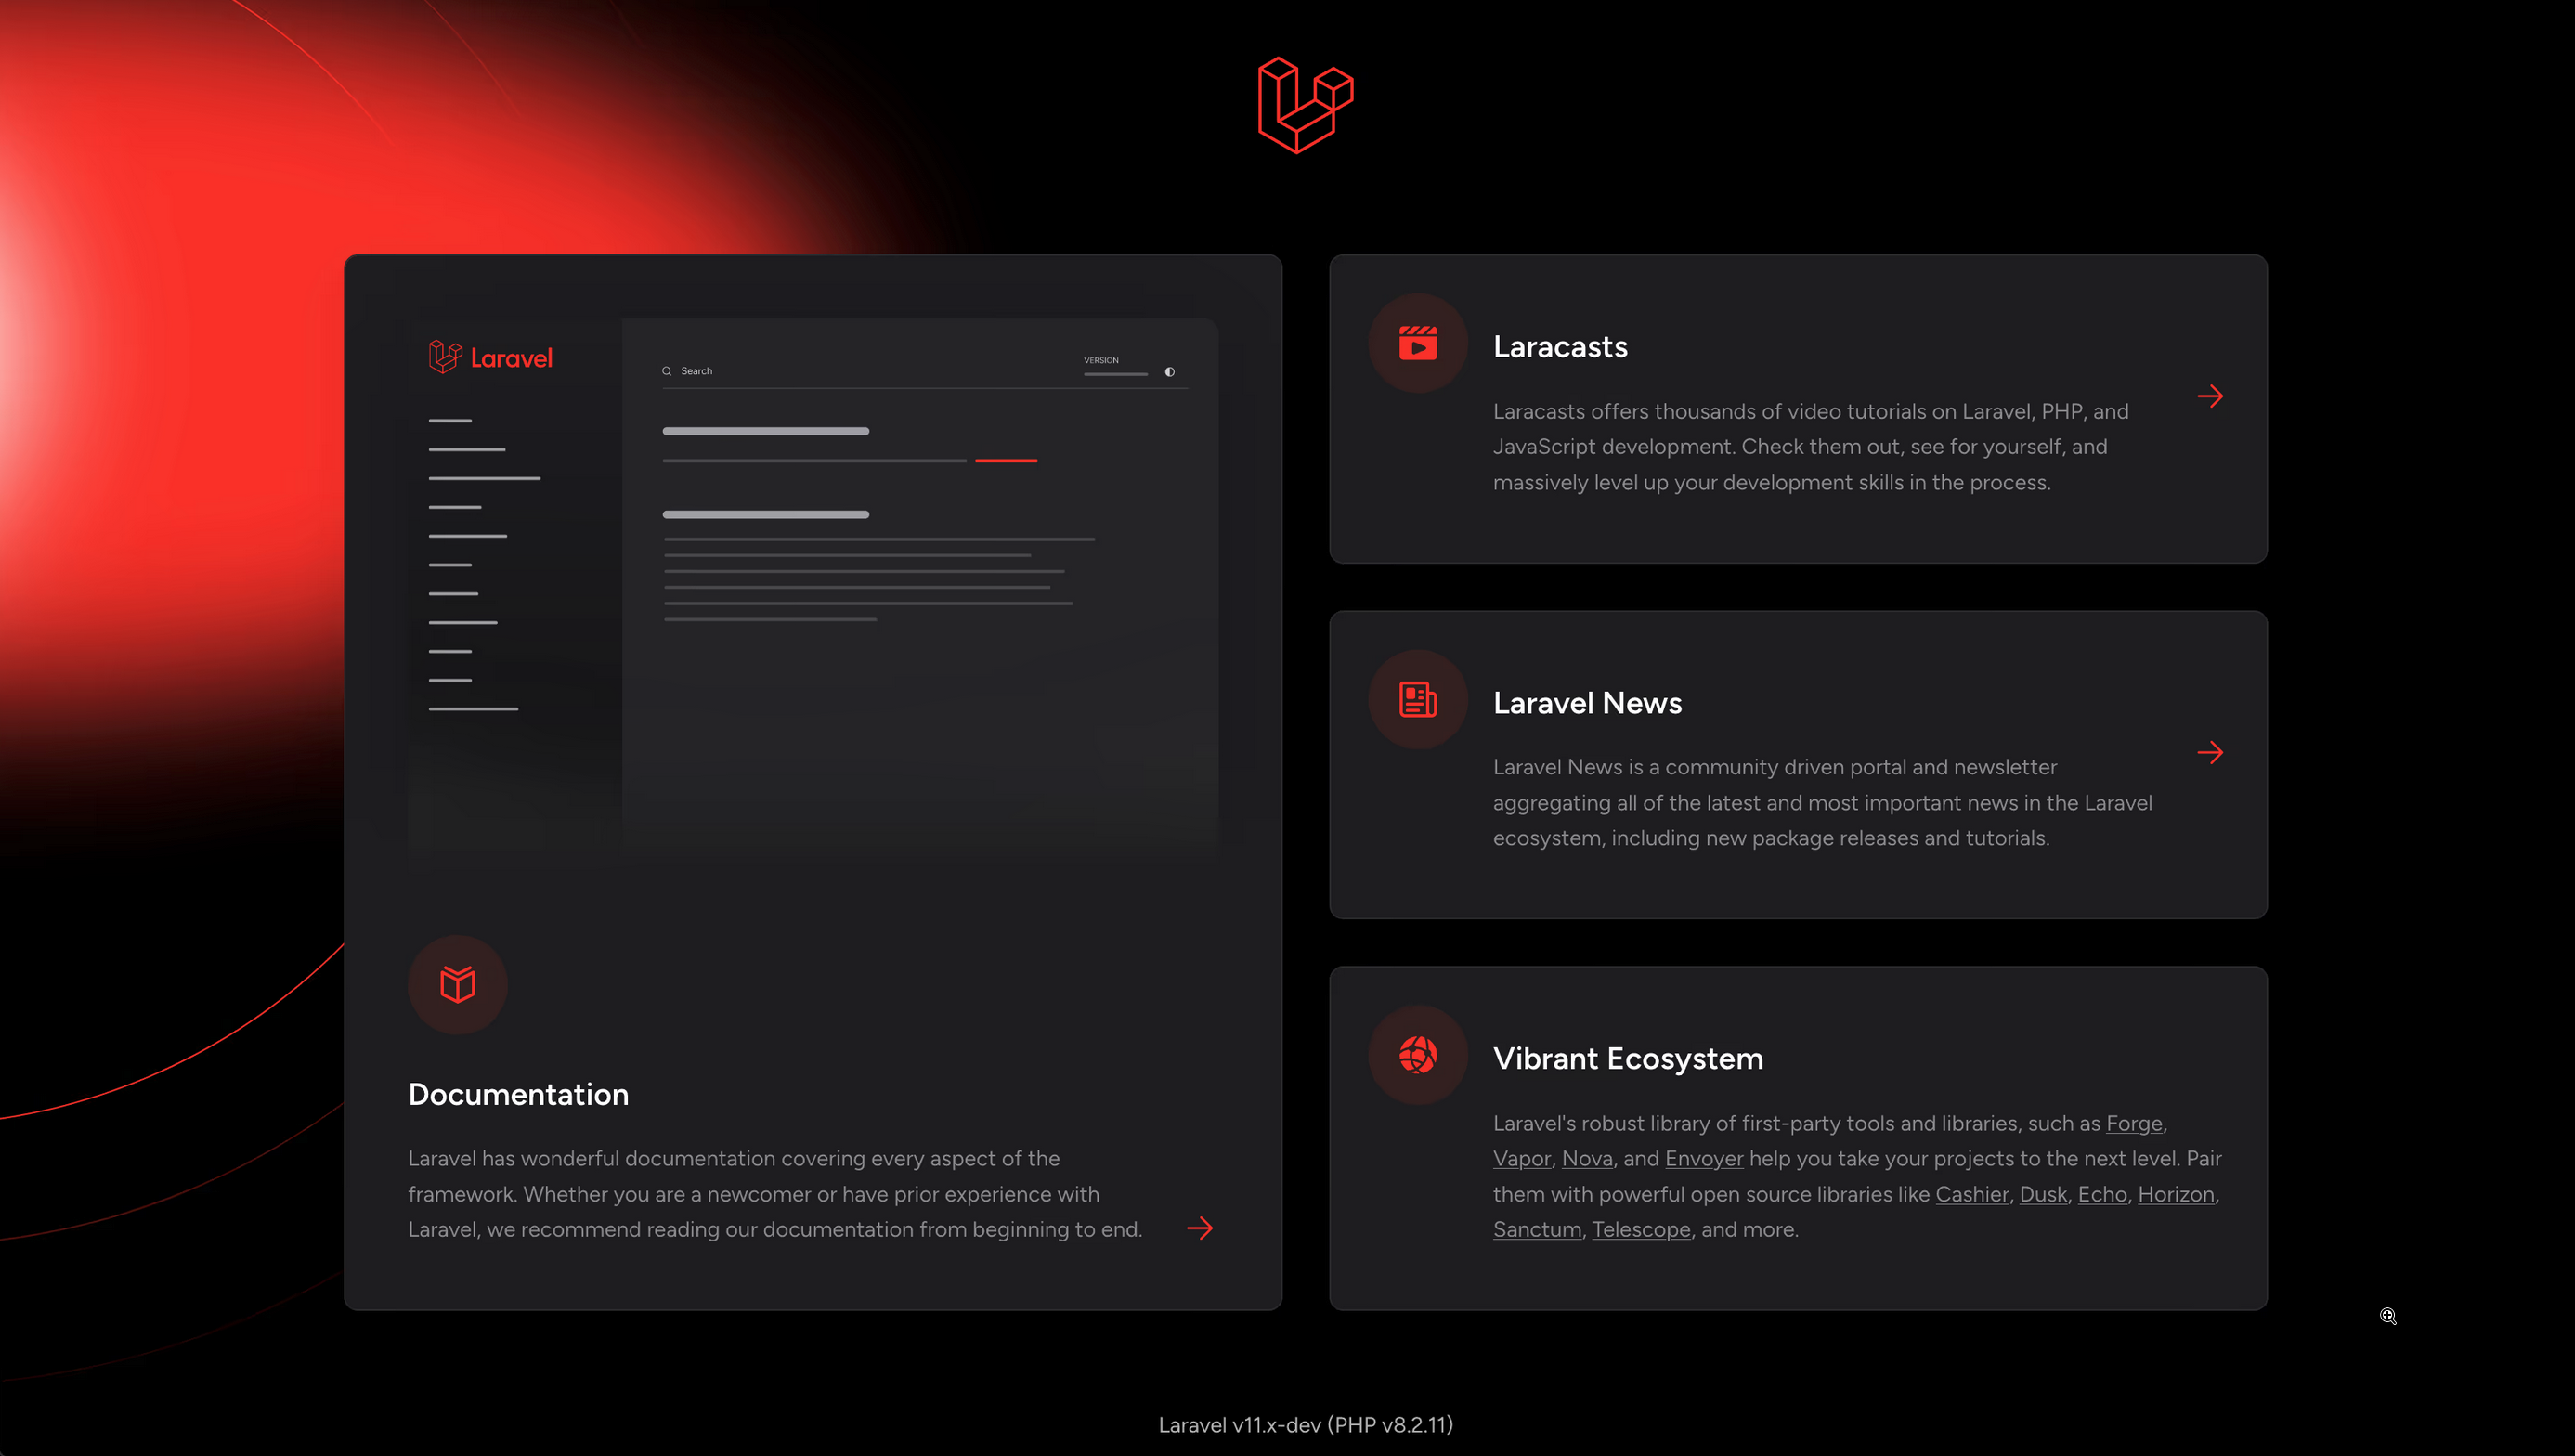 Laravel
Search
VERSION
Documentation
Laravel has wonderful documentation covering every aspect of the
framework. Whether you are a newcomer or have prior experience with
Laravel, we recommend reading our documentation from beginning to end.
Laracasts
Laracasts offers thousands of video tutorials on Laravel, PHP, and
JavaScript development. Check them out, see for yourself, and
massively level up your development skills in the process.
Laravel News
Laravel News is a community driven portal and newsletter
aggregating all of the latest and most important news in the Laravel
ecosystem, including new package releases and tutorials.
Vibrant Ecosystem
Laravel's robust library of first-party tools and libraries, such as Forge,
Vapor, Nova, and Envoyer help you take your projects to the next level. Pair
them with powerful open source libraries like Cashier, Dusk, Echo, Horizon,
Sanctum, Telescope, and more.
Laravel v11.x-dev (PHP v8.2.11)